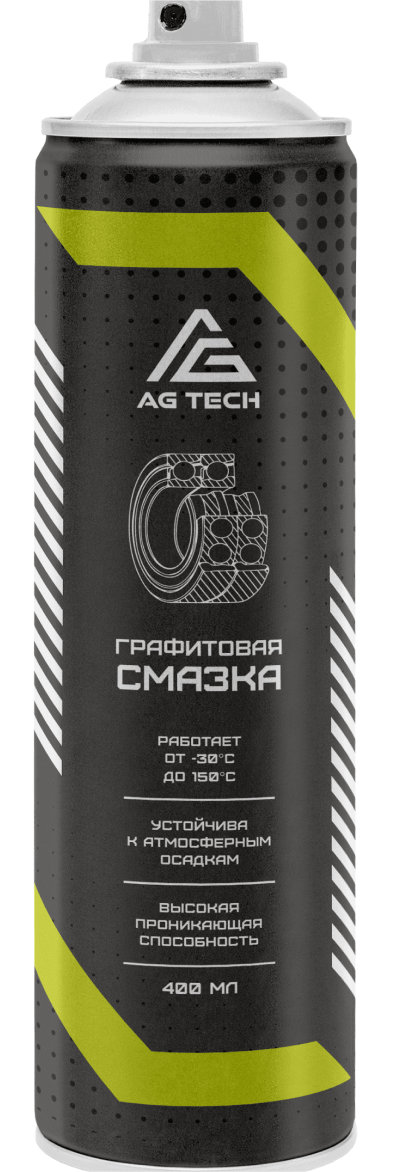 AG TECH
ГРАФИТОВАЯ
СМАЗКА
РАБОТАЕТ
ОТ -30°C
ДО 150°C
УСТОЙЧИВА
К АТМОСФЕРНЫМ
ОСАДКАМ
ВЫСОКАЯ
ПРОНИКАЮЩАЯ
СПОСОБНОСТЬ
400 МЛ